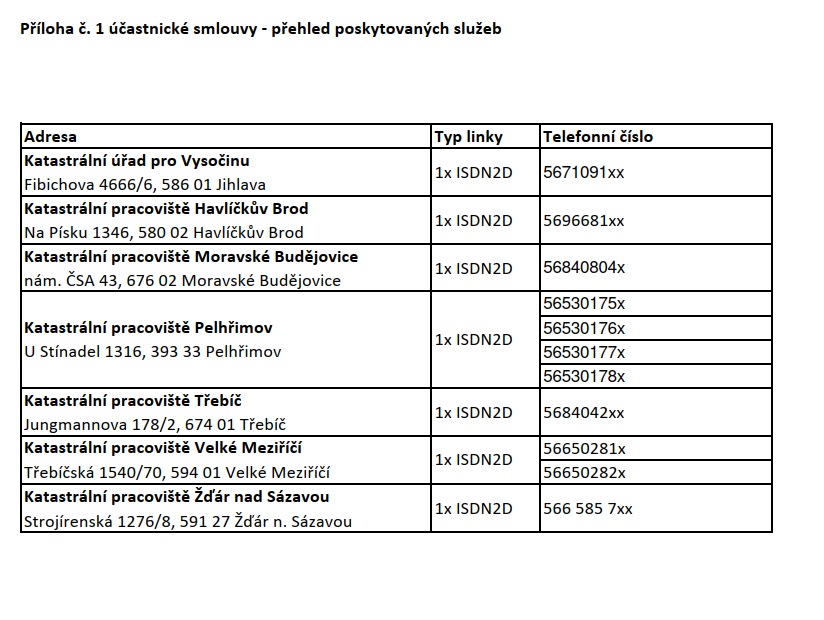 Příloha č. 1 účastnické smlouvy - přehled poskytovaných služeb
Adresa Typ linky Telefonní číslo
Katastrální úřad pro Vysočinu
Fibichova 4666/6, 586 01 Jihlava
1x ISDN2D 5671091xx
Katastrální pracoviště Havlíčkův Brod
Na Písku 1346, 580 02 Havlíčkův Brod
1x ISDN2D 5696681xx
Katastrální pracoviště Moravské Budějovice
nám. ČSA 43, 676 02 Moravské Budějovice
1x ISDN2D 56840804x
Katastrální pracoviště Pelhřimov
U Stínadel 1316, 393 33 Pelhřimov
1x ISDN2D
56530175x
56530176x
56530177x
56530178x
Katastrální pracoviště Třebíč
Jungmannova 178/2, 674 01 Třebíč
1x ISDN2D 5684042xx
Katastrální pracoviště Velké Meziříčí
Třebíčská 1540/70, 594 01 Velké Meziříčí
1x ISDN2D
56650281x
56650282x
Katastrální pracoviště Žďár nad Sázavou
Strojírenská 1276/8, 591 27 Žďár n. Sázavou
1x ISDN2D 566 585 7xx